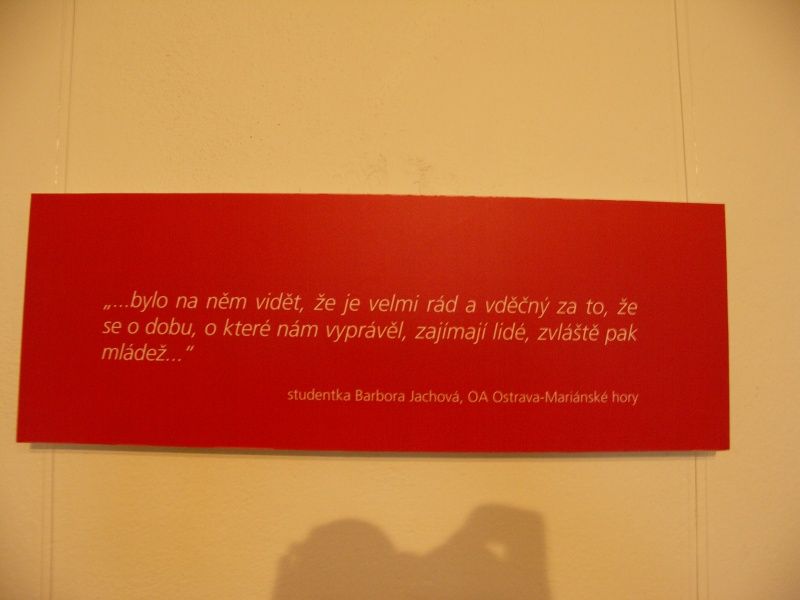 „...bylo na něm vidět, že je velmi rád a vděčný za to, že
se o dobu, o které nám vyprávěl, zajímají lidé, zvláště pak
mládež...“
studentka Barbora Jachová, OA Ostrava-Mariánské hory